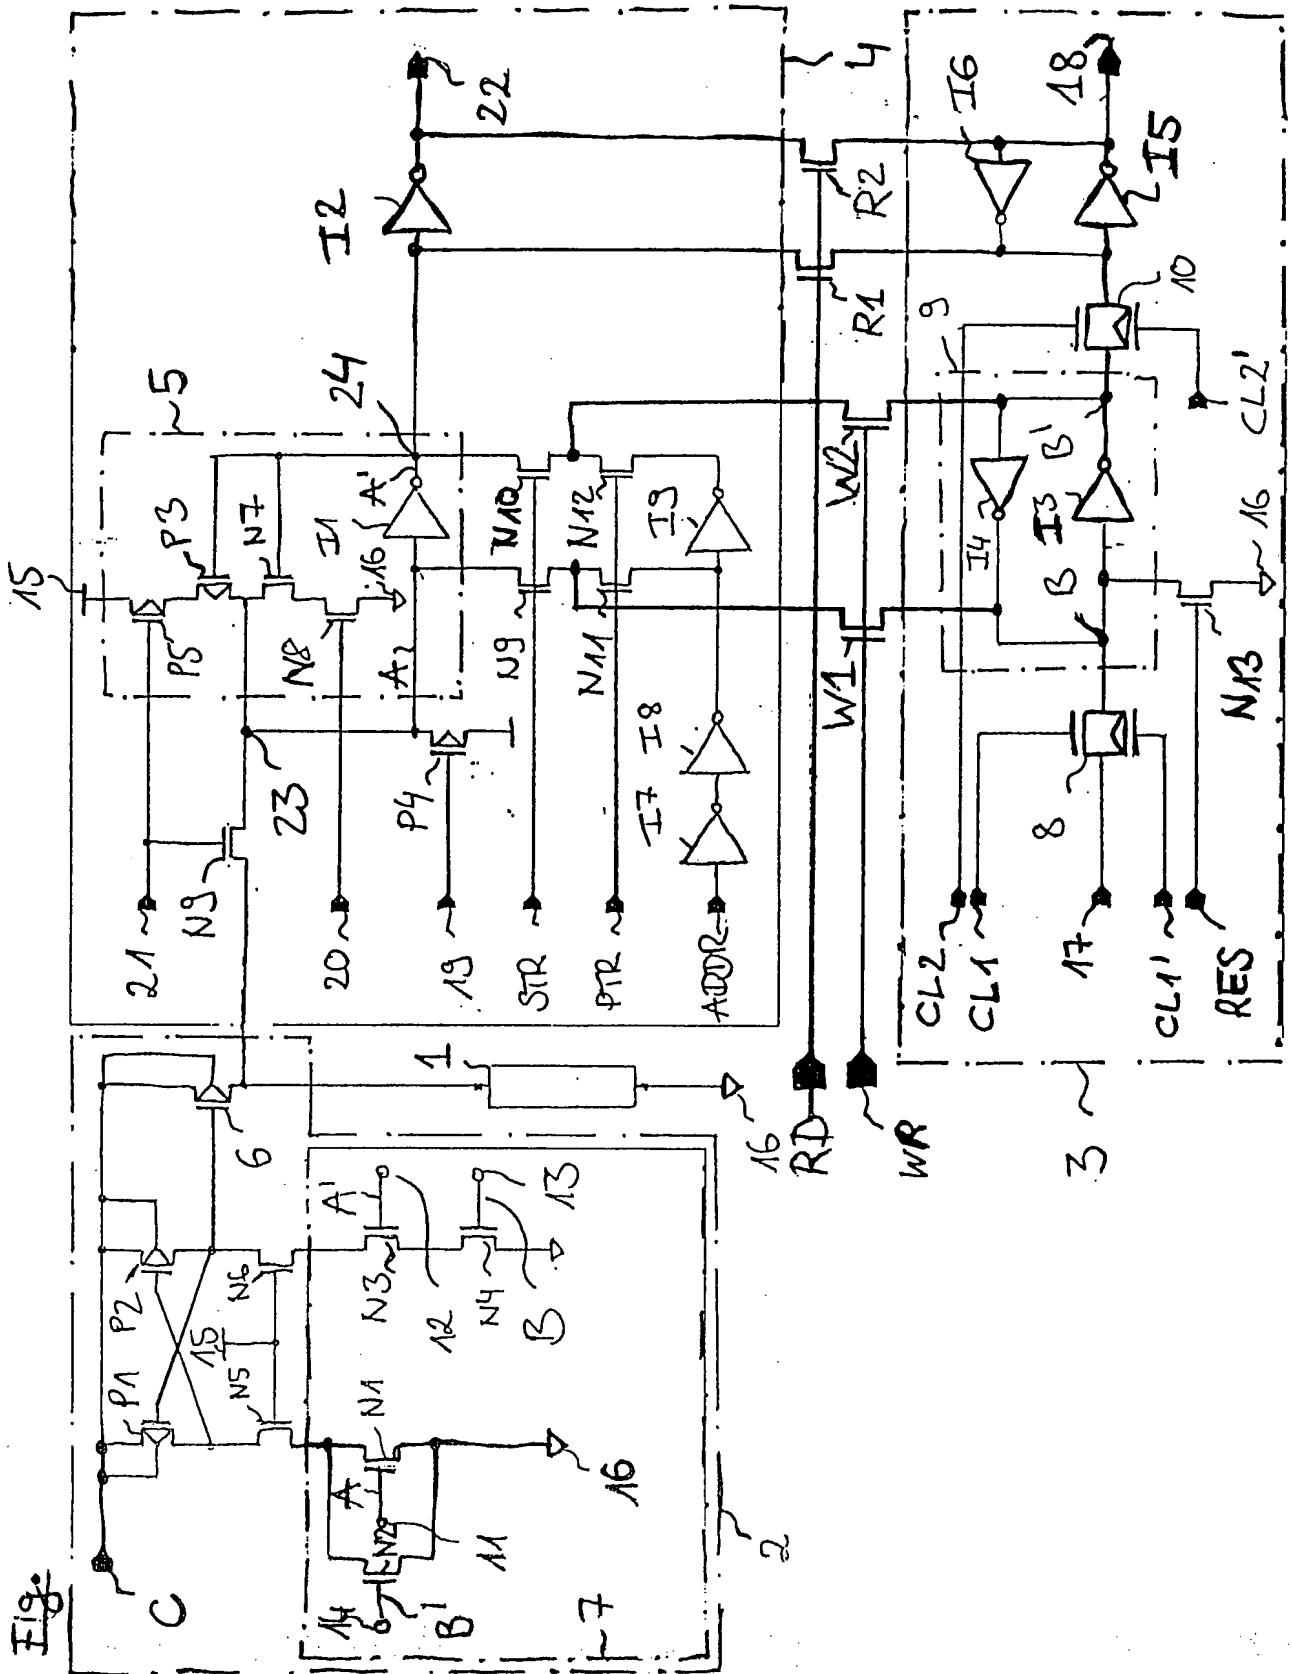 Fig.
C
P1
P2
6
N5
15
N6
1
16
A
N1
N2
11
14
B'
16
7
2
A'
N3
12
N4
B
13
21
N9
23
20
19
STR
PTR
ADDR
15
P5
P3
N7
N8
16
5
A
I1
A'
24
P4
N9
N10
N11
N12
I7
I8
I9
I2
22
4
RD
WR
W1
W2
R1
R2
3
CL2
CL1
17
CL1'
RES
8
9
B
I3
I4
B'
N13
16
10
CL2'
I6
I5
18